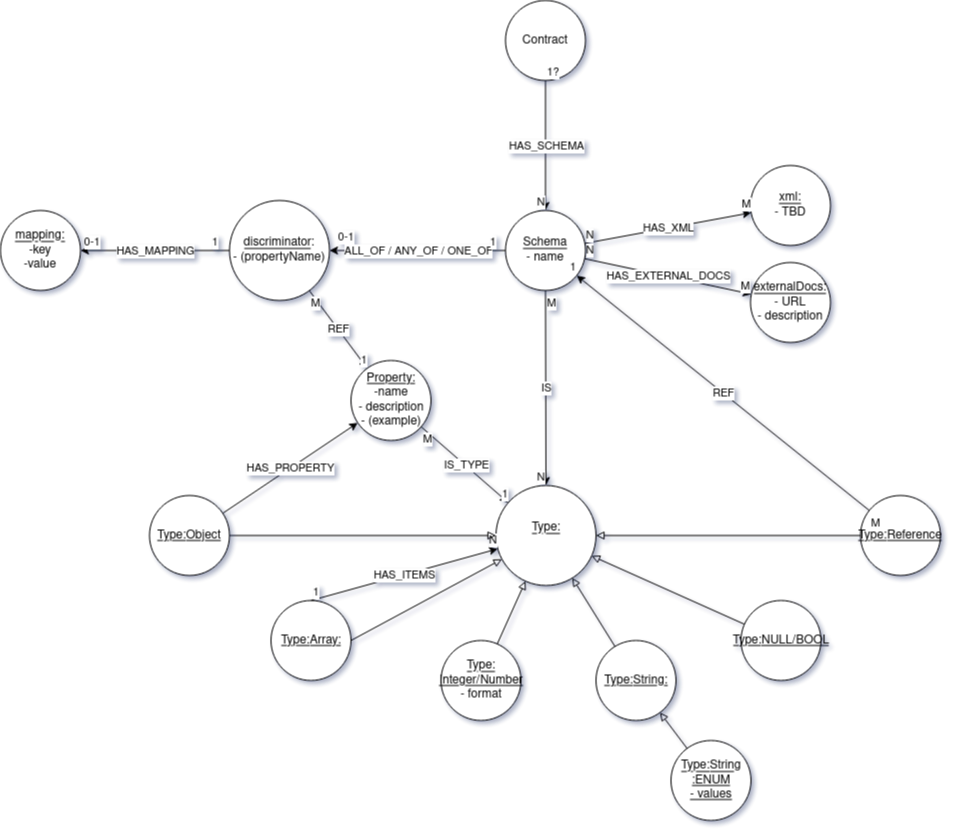 Contract
1?
HAS_SCHEMA
N
xml:
- TBD
M
HAS_XML
N
N
Schema
- name
1
1
ALL_OF / ANY_OF / ONE_OF
0-1
discriminator:
- (propertyName)
1
HAS_MAPPING
0-1
mapping:
-key
-value
HAS_EXTERNAL_DOCS
M
externalDocs:
- URL
- description
M
REF
1
M
IS
N
REF
M
Property:
-name
- description
- (example)
M
IS_TYPE
1
HAS_PROPERTY
Type:Object
Type:
N
Type:Reference
HAS_ITEMS
1
Type:Array:
Type:
Integer/Number
- format
Type:String:
Type:NULL/BOOL
Type:String
:ENUM
- values